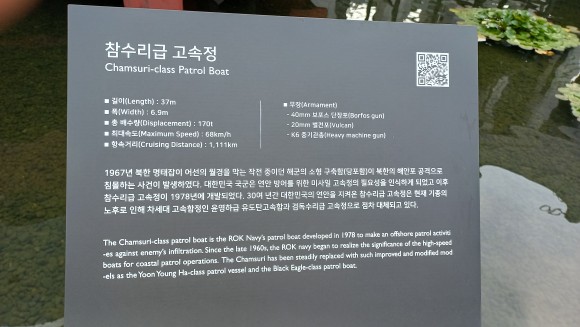 참수리급 고속정
Chamsuri-class Patrol Boat
■ 길이(Length) : 37m
■ 폭(Width) : 6.9m
■ 총 배수량(Displacement) : 170t
■ 최대속도(Maximum Speed) : 68km/h
■ 항속거리(Cruising Distance) : 1,111km
■ 무장(Armament)
- 40mm 보포스 단장포(Borfos gun)
- 20mm 벌컨포(Vulcan)
- K6 중기관총(Heavy machine gun)
1967년 북한 명태잡이 어선의 월경을 막는 작전 중이던 해군의 소형 구축함(당포함)이 북한의 해안포 공격으로
침몰하는 사건이 발생하였다. 대한민국 국군은 연안 방어를 위한 미사일 고속정의 필요성을 인식하게 되었고 이후
참수리급 고속정이 1978년에 개발되었다. 30여 년간 대한민국의 연안을 지켜온 참수리급 고속정은 현재 기종의
노후로 인해 차세대 고속함정인 윤영하급 유도탄고속함과 검독수리급 고속정으로 점차 대체되고 있다.
The Chamsuri-class patrol boat is the ROK Navy's patrol boat developed in 1978 to make an offshore patrol activiti
-es against enemy's infiltration. Since the late 1960s, the ROK navy began to realize the significance of the high-speed
boats for coastal patrol operations. The Chamsuri has been steadily replaced with such improved and modified mod
-els as the Yoon Young Ha-class patrol vessel and the Black Eagle-class patrol boat.